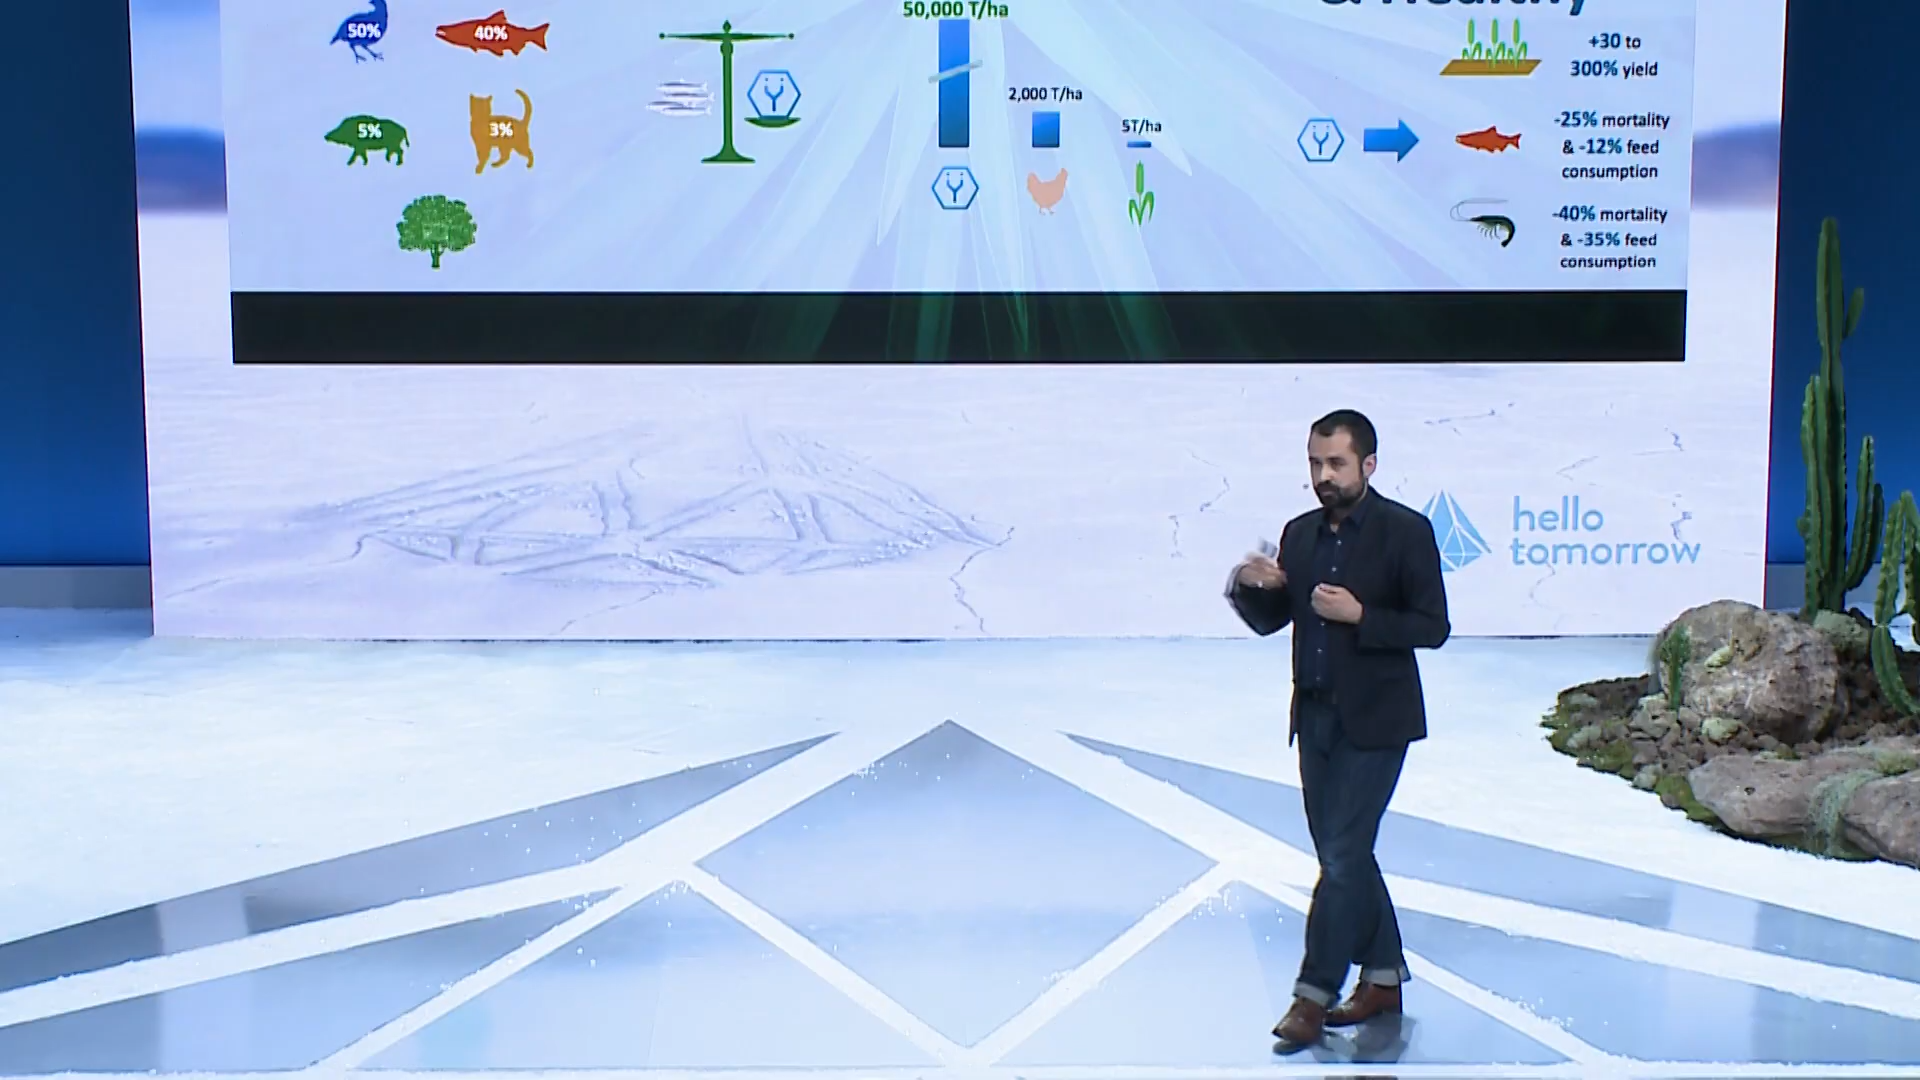 & Healthy
50%
40%
5%
3%
50,000 T/ha
2,000 T/ha
5T/ha
+30 to
300% yield
-25% mortality
& -12% feed
consumption
-40% mortality
& -35% feed
consumption
hello
tomorrow